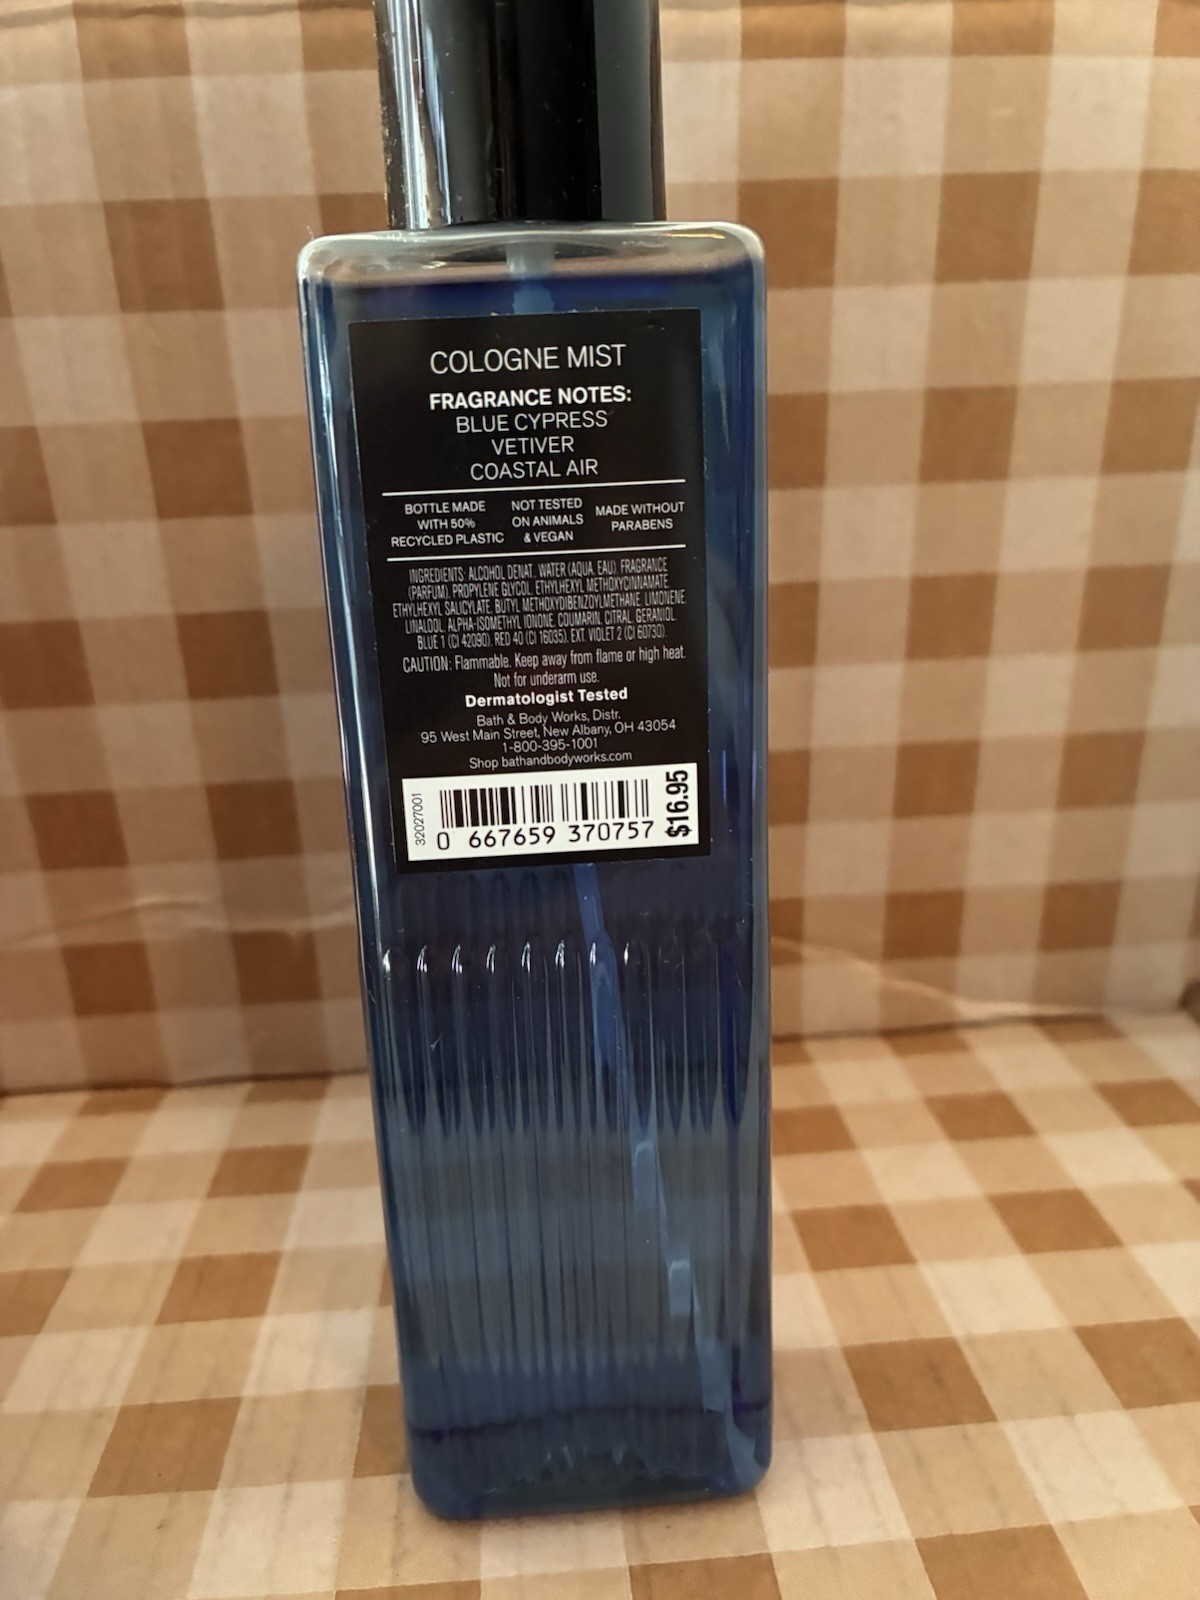 COLOGNE MIST
FRAGRANCE NOTES:
BLUE CYPRESS
VETIVER
COASTAL AIR
BOTTLE MADE
WITH 50%
RECYCLED PLASTIC
NOT TESTED
ON ANIMALS
& VEGAN
MADE WITHOUT
PARABENS
INGREDIENTS: ALCOHOL DENAT., WATER (AQUA, EAU), FRAGRANCE
(PARFUM), PROPYLENE GLYCOL, ETHYLHEXYL METHOXYCINNAMATE,
ETHYLHEXYL SALICYLATE, BUTYL METHOXYDIBENZOYLMETHANE, LIMONENE,
LINALOOL, ALPHA-ISOMETHYL IONONE, COUMARIN, CITRAL, GERANIOL,
BLUE 1 (CI 42090), RED 40 (CI 16035), EXT. VIOLET 2 (CI 60730).
CAUTION: Flammable. Keep away from flame or high heat.
Not for underarm use.
Dermatologist Tested
Bath & Body Works, Distr.
95 West Main Street, New Albany, OH 43054
1-800-395-1001
Shop bathandbodyworks.com
32027001
0 667659 370757
$16.95